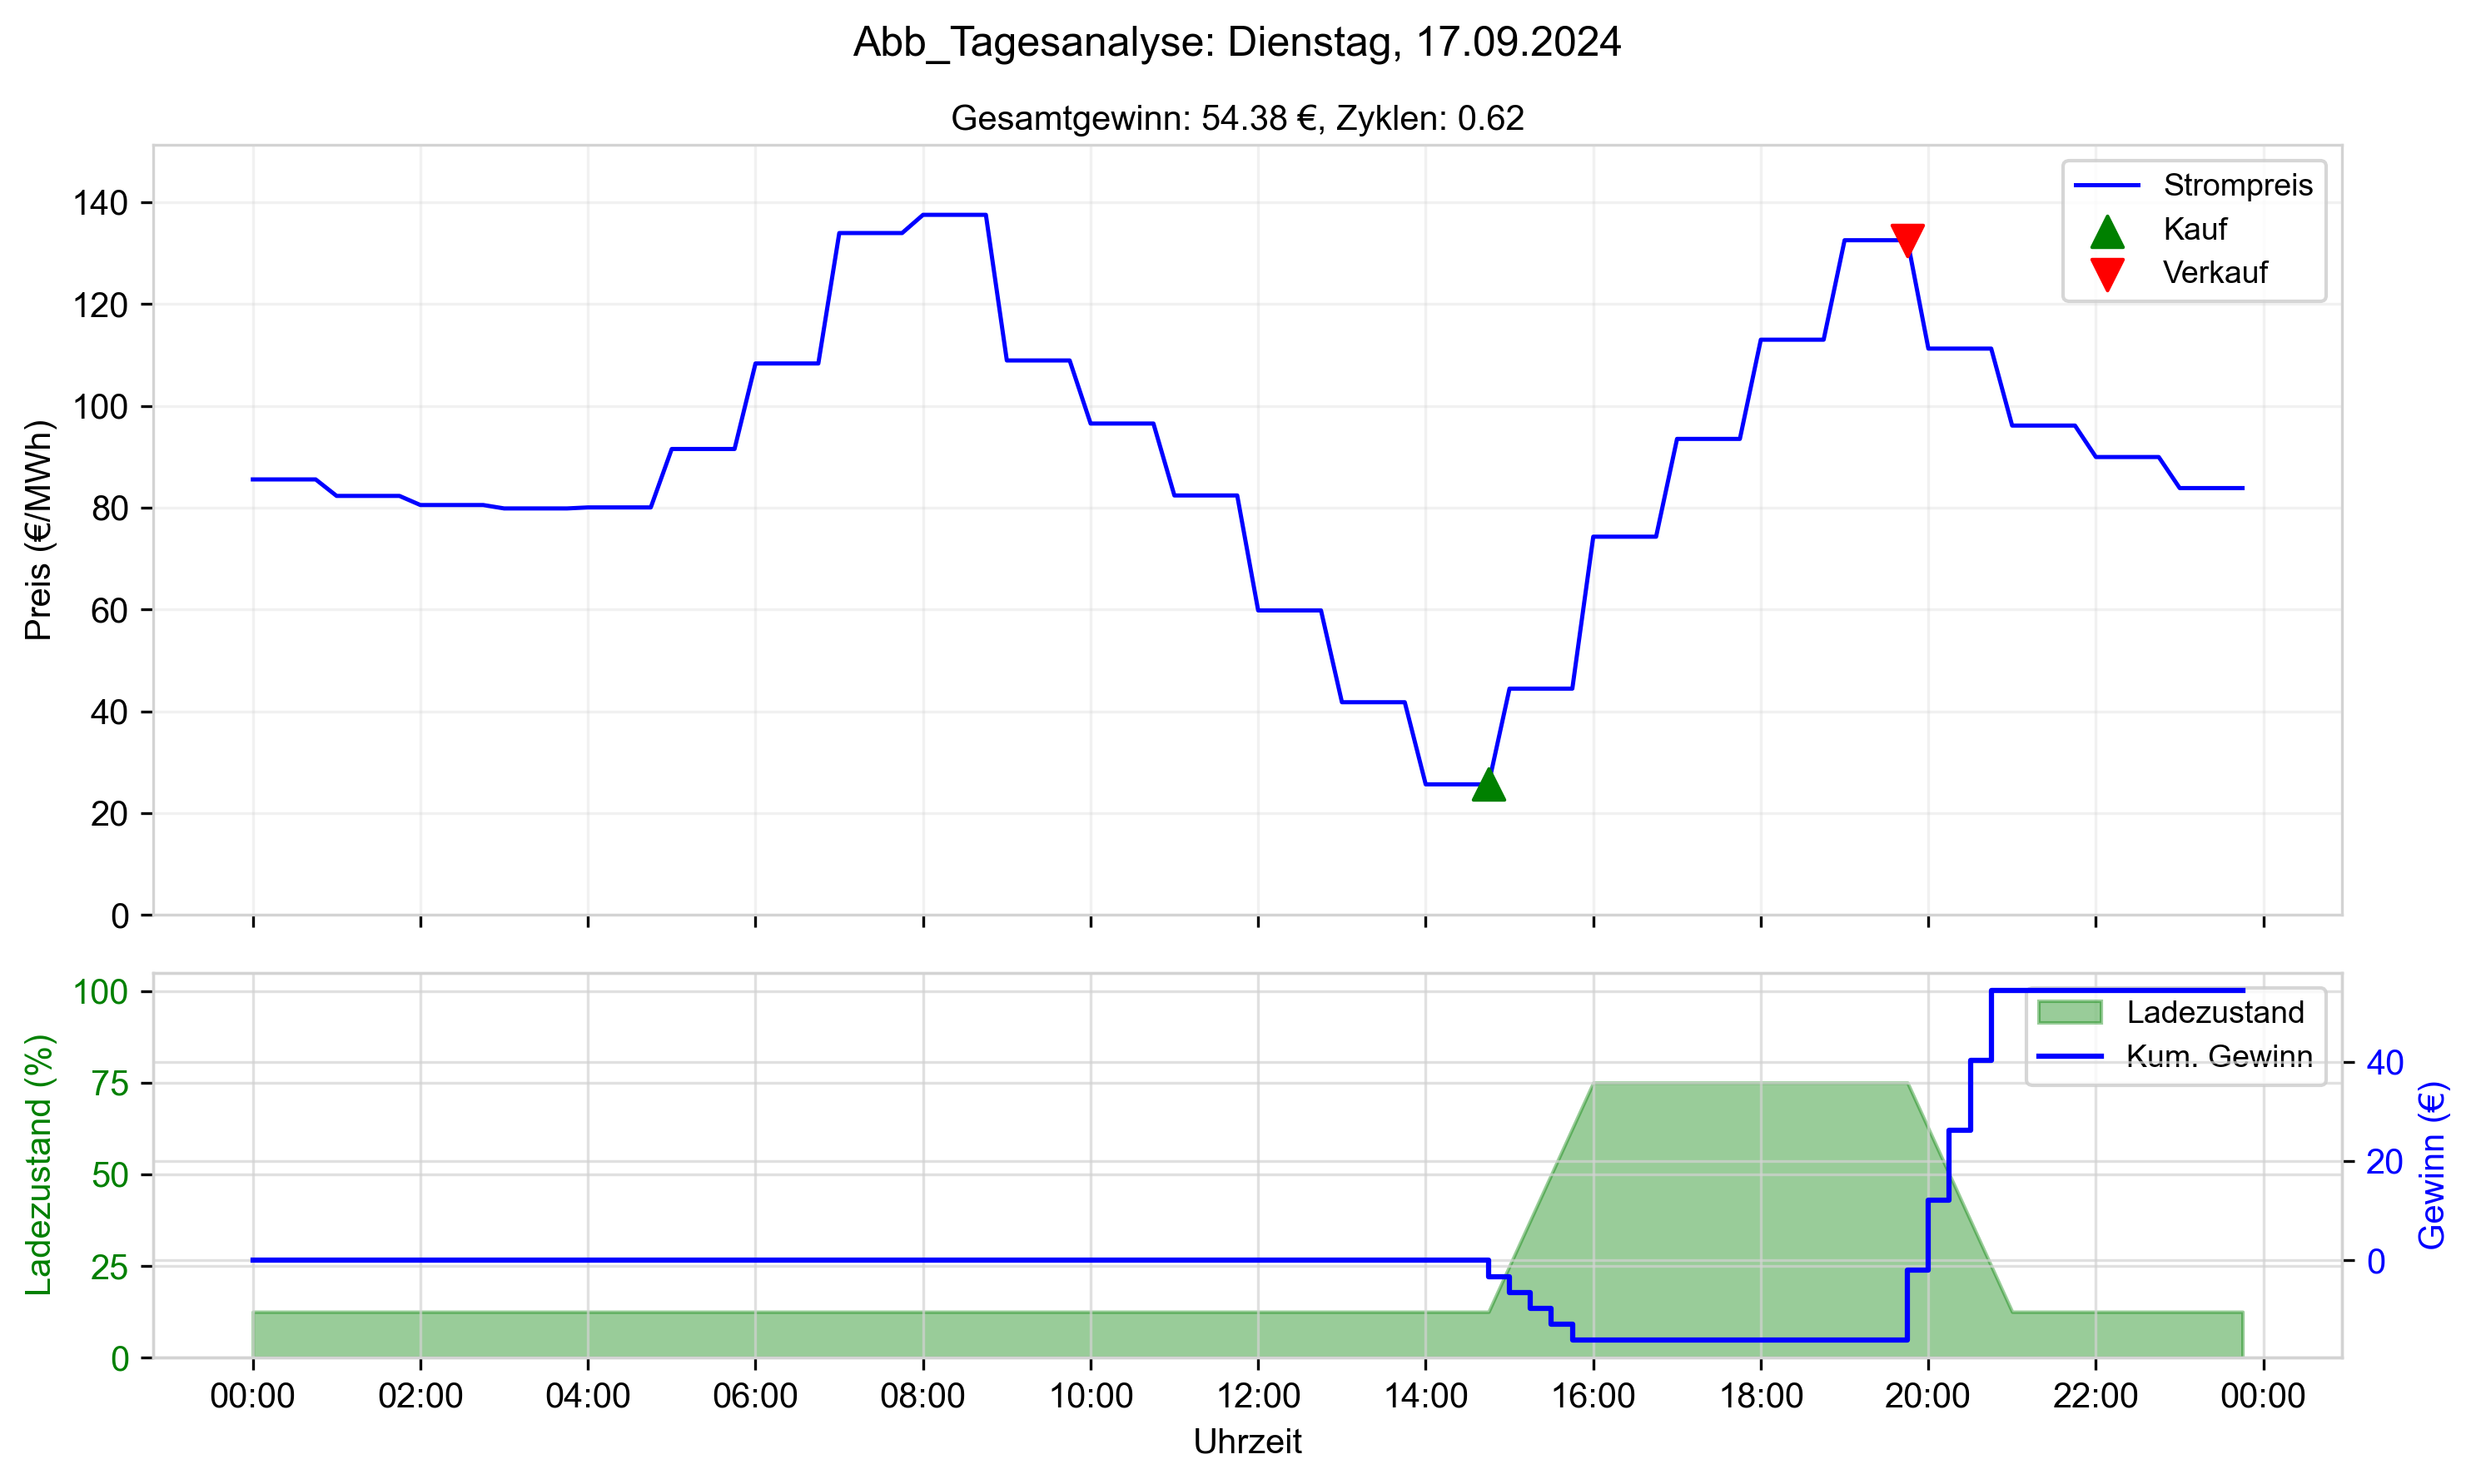 Abb_Tagesanalyse: Dienstag, 17.09.2024
Gesamtgewinn: 54.38 €, Zyklen: 0.62
Preis (€/MWh)
140
120
100
80
60
40
20
0
Strompreis
Kauf
Verkauf
Ladezustand (%)
100
75
50
25
0
Ladezustand
Kum. Gewinn
40
20
0
Gewinn (€)
00:00 02:00 04:00 06:00 08:00 10:00 12:00 14:00 16:00 18:00 20:00 22:00 00:00
Uhrzeit